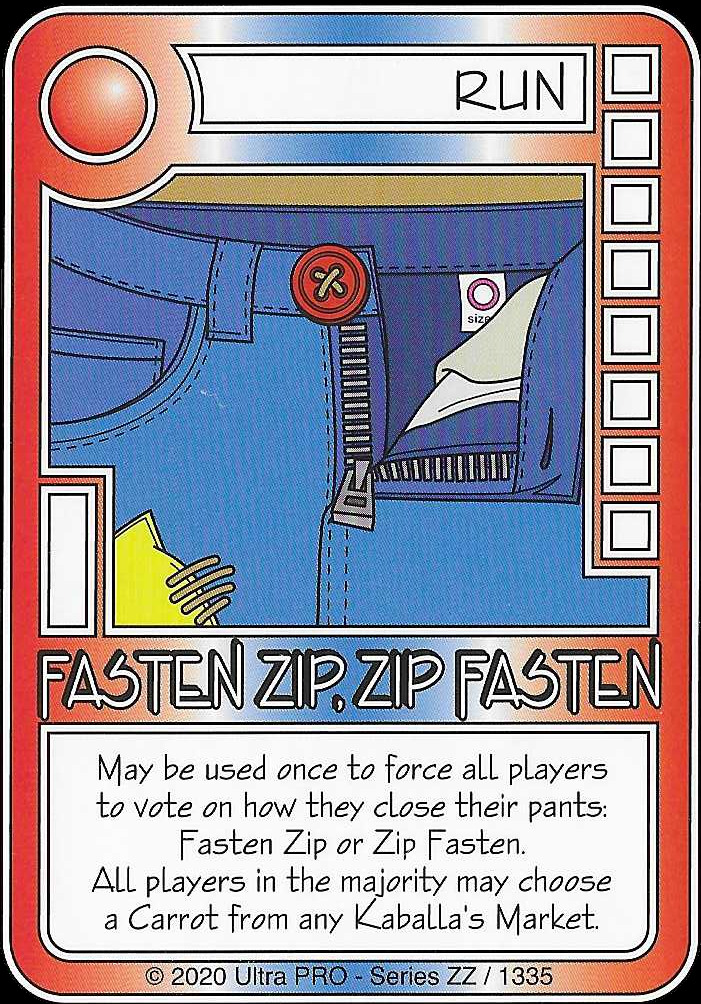 RUN
size
FASTEN ZIP, ZIP FASTEN
May be used once to force all players
to vote on how they close their pants:
Fasten Zip or Zip Fasten.
All players in the majority may choose
a Carrot from any Kaballa's Market.
© 2020 Ultra PRO - Series ZZ / 1335